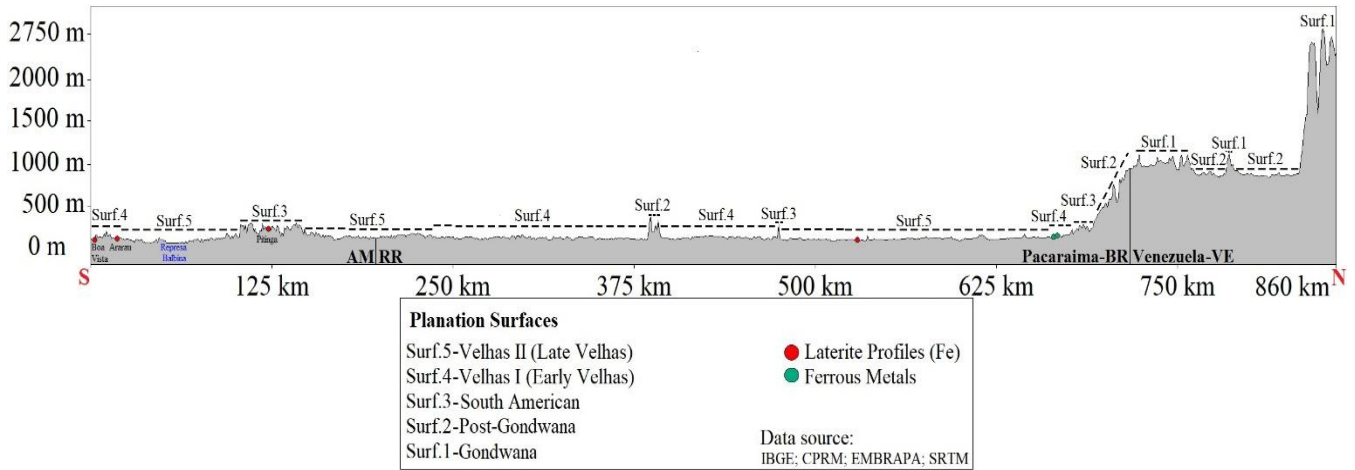 2750 m
2000 m
1500 m
1000 m
500 m
0 m
Surf.4
Surf.5
Surf.3
Surf.5
Surf.4
Surf.2
Surf.4
Surf.3
Surf.5
Surf.4
Surf.3
Surf.2
Surf.1
Surf.2
Surf.1
Surf.2
Surf.1
Boa
Vista
Represa
Balbina
AM RR
Pacaraima-BR Venezuela-VE
S
N
125 km
250 km
375 km
500 km
625 km
750 km
860 km
Planation Surfaces
Surf.5-Velhas II (Late Velhas)
Surf.4-Velhas I (Early Velhas)
Surf.3-South American
Surf.2-Post-Gondwana
Surf.1-Gondwana
Laterite Profiles (Fe)
Ferrous Metals
Data source:
IBGE; CPRM; EMBRAPA; SRTM